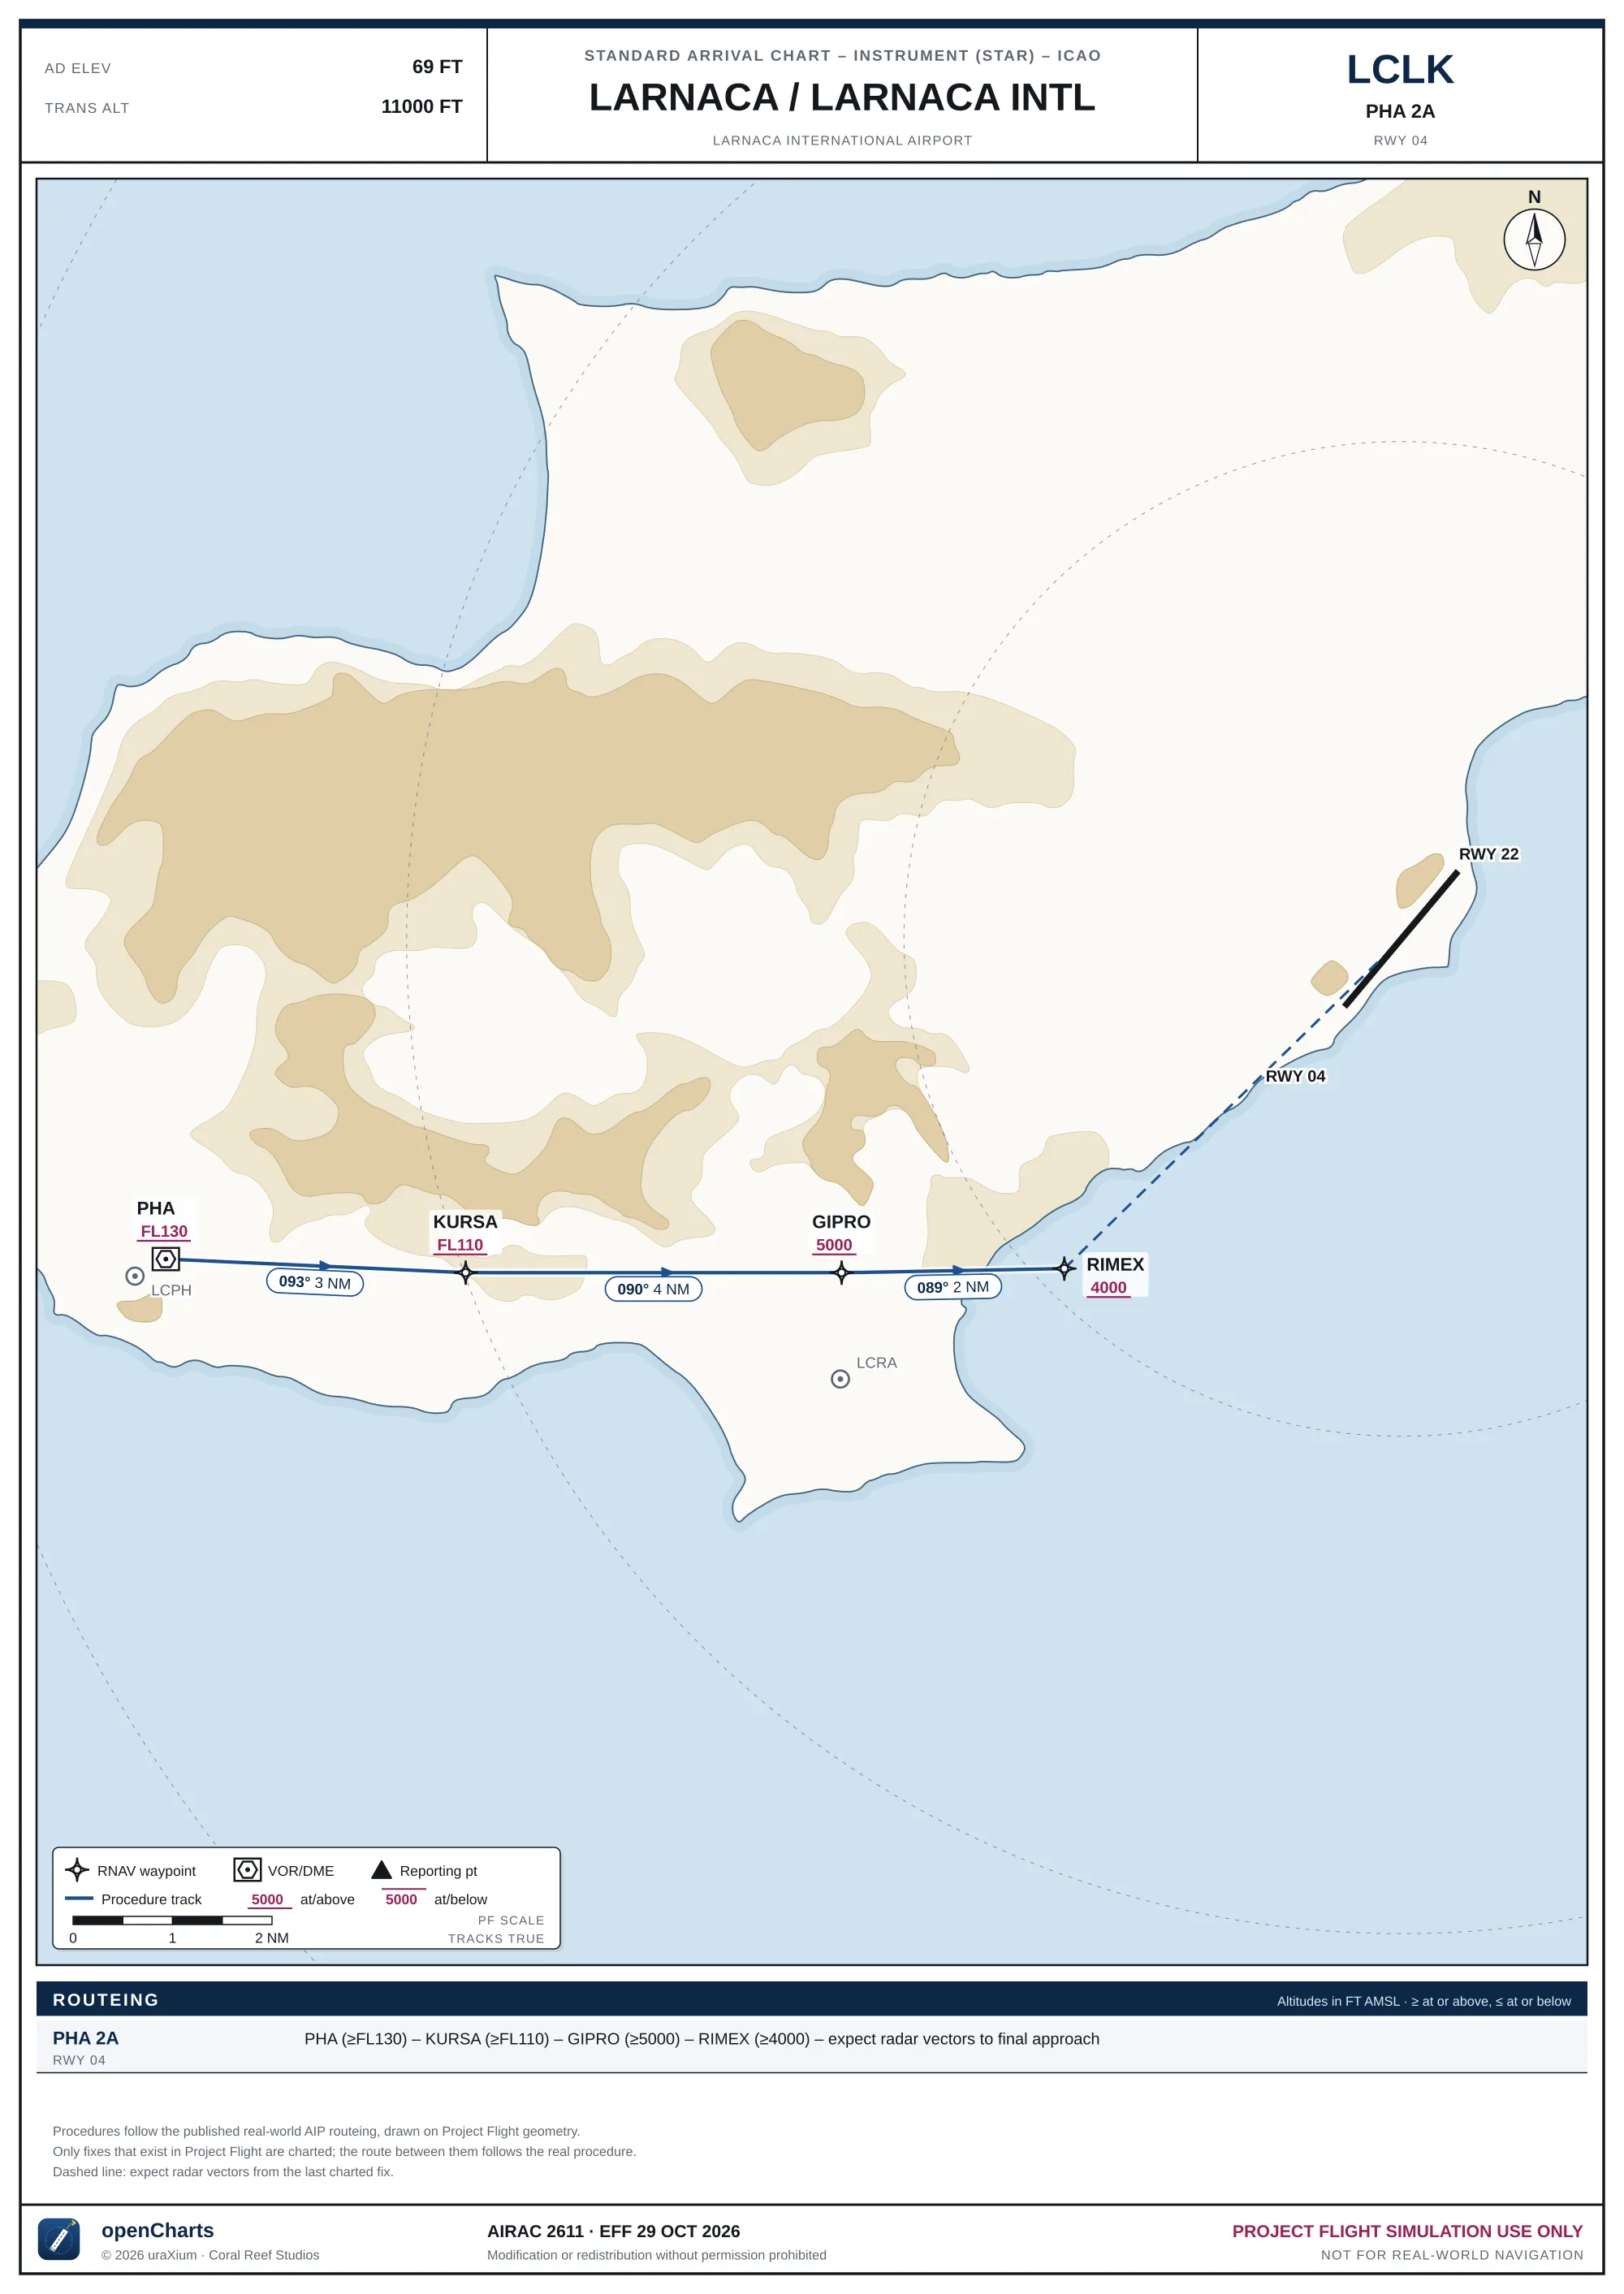 AD ELEV 69 FT
TRANS ALT 11000 FT
STANDARD ARRIVAL CHART – INSTRUMENT (STAR) – ICAO
LARNACA / LARNACA INTL
LARNACA INTERNATIONAL AIRPORT
LCLK
PHA 2A
RWY 04
N
RWY 22
RWY 04
PHA
FL130
LCPH
093° 3 NM
KURSA
FL110
090° 4 NM
GIPRO
5000
089° 2 NM
RIMEX
4000
LCRA
RNAV waypoint VOR/DME Reporting pt
Procedure track 5000 at/above 5000 at/below
PF SCALE
0 1 2 NM TRACKS TRUE
ROUTEING Altitudes in FT AMSL · ≥ at or above, ≤ at or below
PHA 2A PHA (≥FL130) – KURSA (≥FL110) – GIPRO (≥5000) – RIMEX (≥4000) – expect radar vectors to final approach
RWY 04
Procedures follow the published real-world AIP routeing, drawn on Project Flight geometry.
Only fixes that exist in Project Flight are charted; the route between them follows the real procedure.
Dashed line: expect radar vectors from the last charted fix.
openCharts
© 2026 uraXium · Coral Reef Studios
AIRAC 2611 · EFF 29 OCT 2026
Modification or redistribution without permission prohibited
PROJECT FLIGHT SIMULATION USE ONLY
NOT FOR REAL-WORLD NAVIGATION